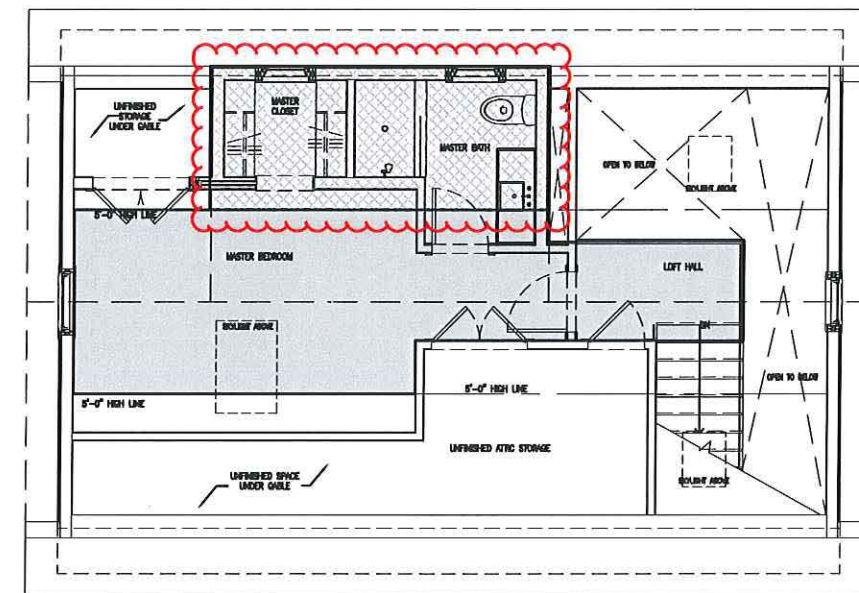 UNFINISHED
STORAGE
UNDER GABLE
MASTER
CLOSET
MASTER BATH
OPEN TO BELOW
SKYLIGHT ABOVE
5'-0" HIGH LINE
MASTER BEDROOM
LOFT HALL
SKYLIGHT ABOVE
DN
OPEN TO BELOW
5'-0" HIGH LINE
5'-0" HIGH LINE
UNFINISHED ATTIC STORAGE
UNFINISHED SPACE
UNDER GABLE
SKYLIGHT ABOVE